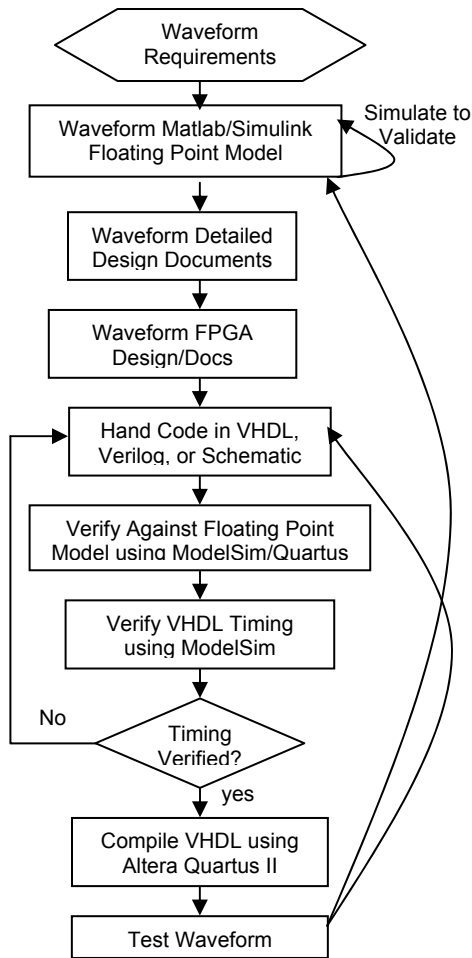 Waveform
Requirements
Simulate to
Validate
Waveform Matlab/Simulink
Floating Point Model
Waveform Detailed
Design Documents
Waveform FPGA
Design/Docs
Hand Code in VHDL,
Verilog, or Schematic
Verify Against Floating Point
Model using ModelSim/Quartus
Verify VHDL Timing
using ModelSim
No
Timing
Verified?
yes
Compile VHDL using
Altera Quartus II
Test Waveform